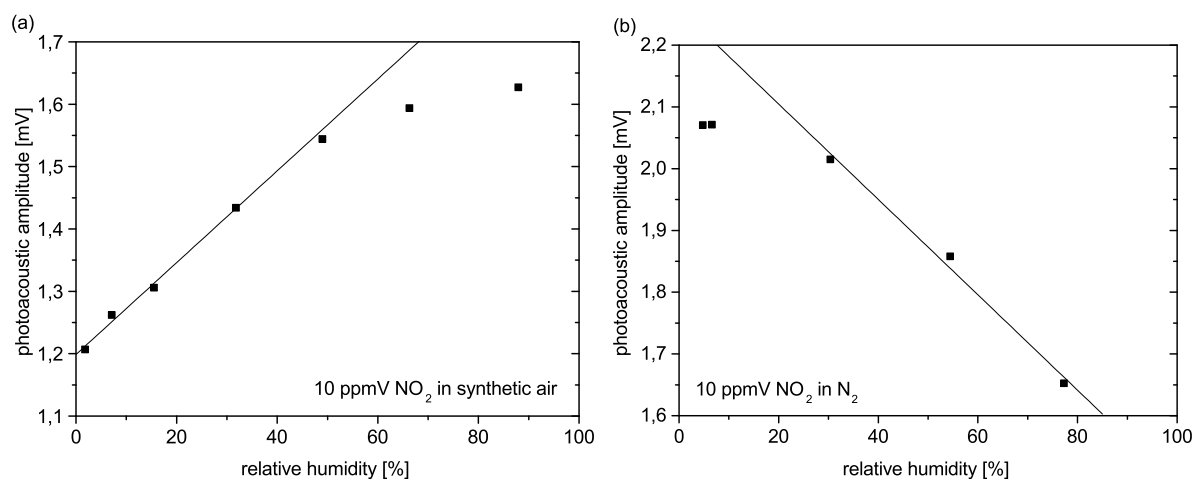 (a)
1,7
1,6
1,5
1,4
1,3
1,2
1,1
photoacoustic amplitude [mV]
10 ppmV NO2 in synthetic air
0 20 40 60 80 100
relative humidity [%]
(b)
2,2
2,1
2,0
1,9
1,8
1,7
1,6
photoacoustic amplitude [mV]
10 ppmV NO2 in N2
0 20 40 60 80 100
relative humidity [%]